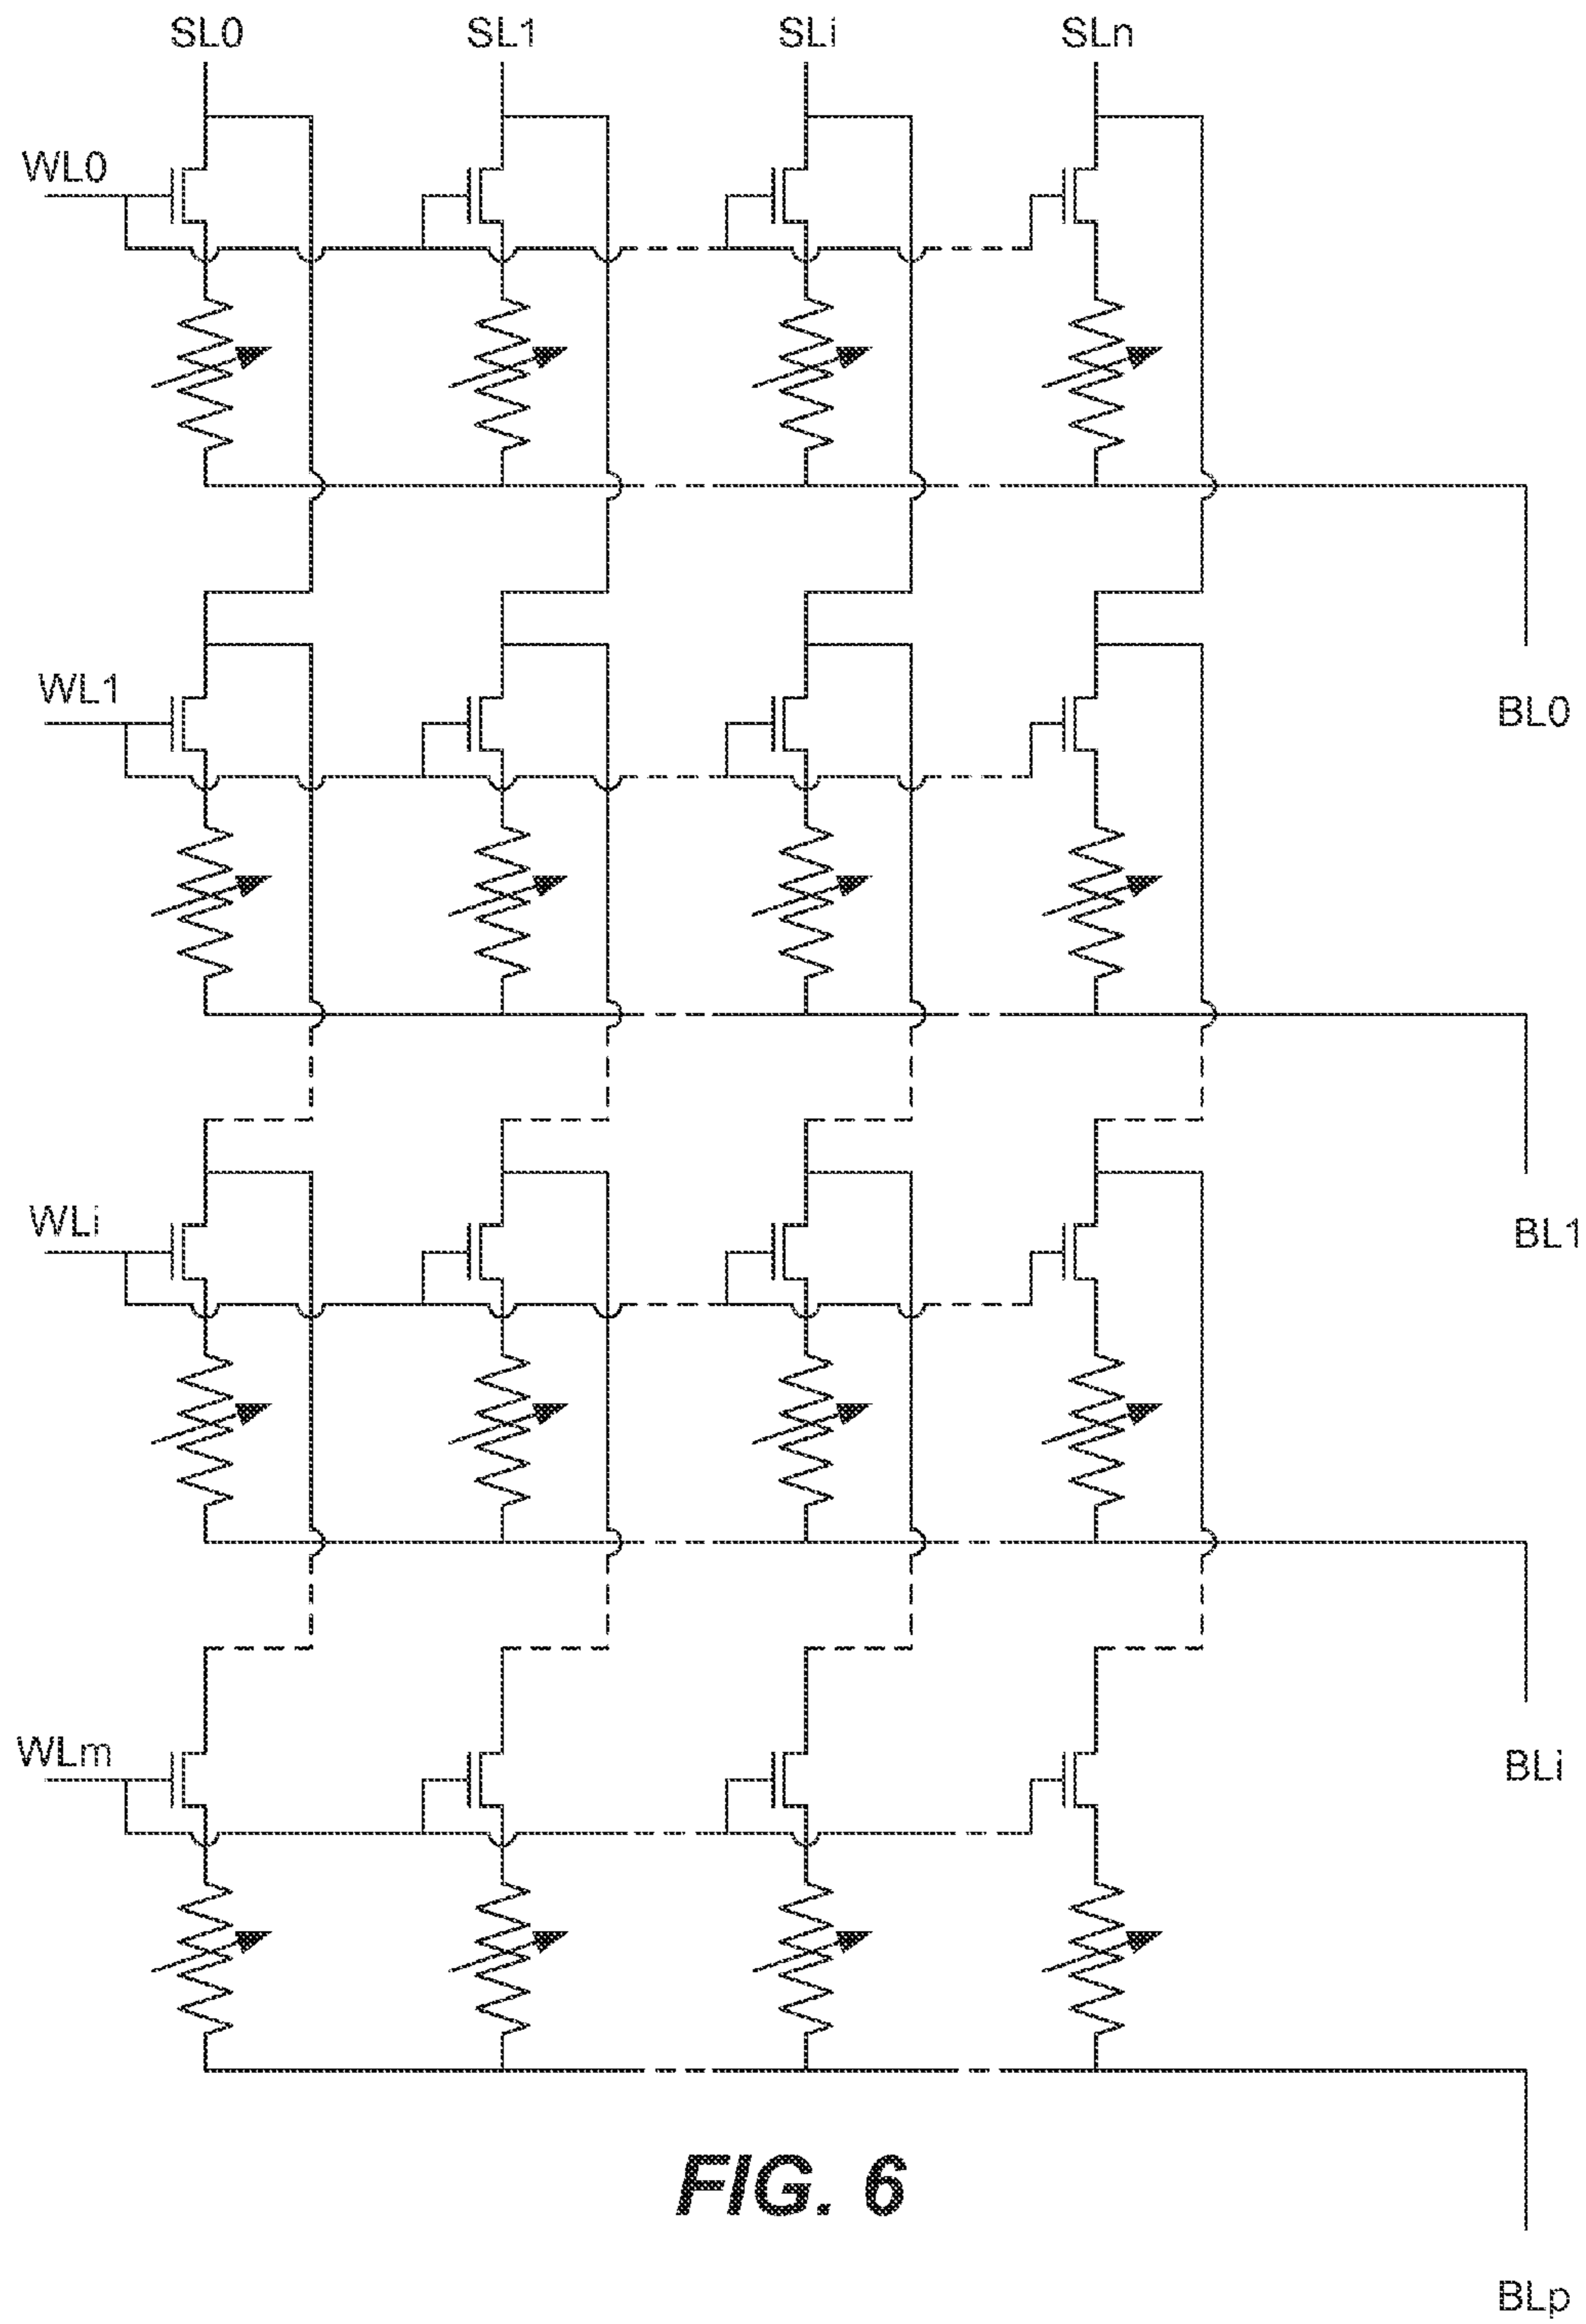 SL0 SL1 SLi SLn
WL0
WL1
BL0
WLi
BL1
WLm
BLi
FIG. 6
BLp